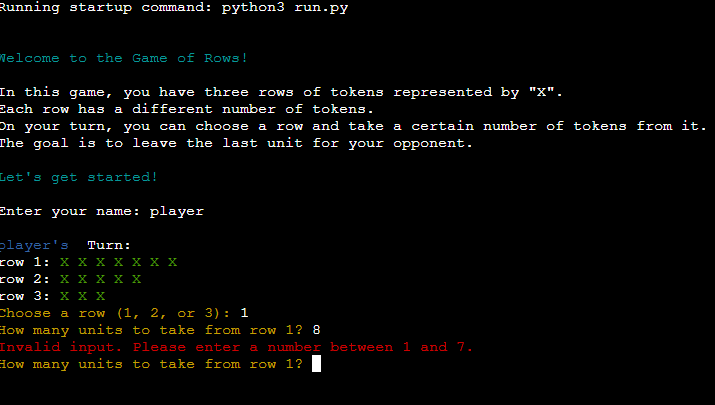 Running startup command: python3 run.py
Welcome to the Game of Rows!
In this game, you have three rows of tokens represented by "X".
Each row has a different number of tokens.
On your turn, you can choose a row and take a certain number of tokens from it.
The goal is to leave the last unit for your opponent.
Let's get started!
Enter your name: player
player's  Turn:
row 1: X X X X X X X
row 2: X X X X X
row 3: X X X
Choose a row (1, 2, or 3): 1
How many units to take from row 1? 8
Invalid input. Please enter a number between 1 and 7.
How many units to take from row 1?